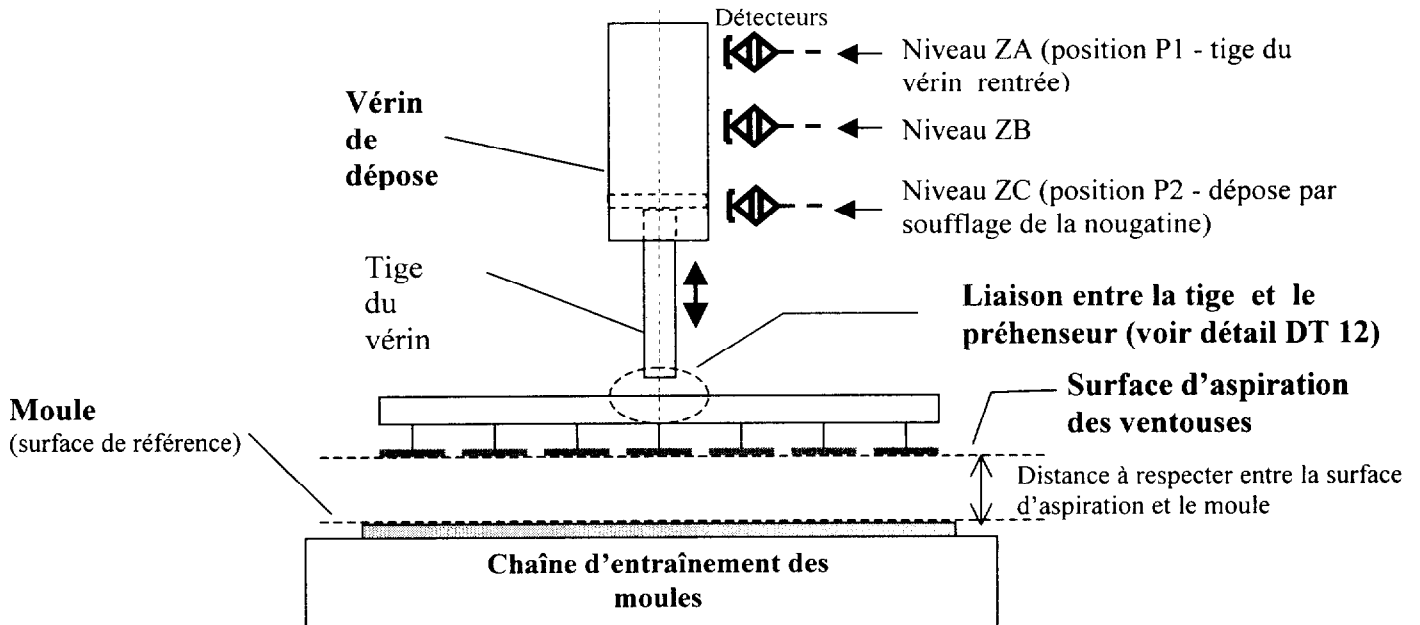 Détecteurs
Niveau ZA (position P1 - tige du
vérin rentrée)
Vérin
de
dépose
Niveau ZB
Niveau ZC (position P2 - dépose par
soufflage de la nougatine)
Tige
du
vérin
Liaison entre la tige et le
préhenseur (voir détail DT 12)
Surface d'aspiration
des ventouses
Moule
(surface de référence)
Distance à respecter entre la surface
d'aspiration et le moule
Chaîne d'entraînement des
moules